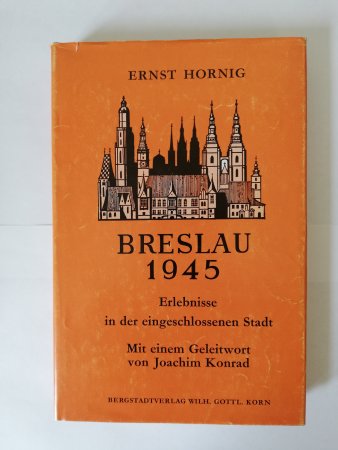 ERNST HORNIG
BRESLAU
1945
Erlebnisse
in der eingeschlossenen Stadt
Mit einem Geleitwort
von Joachim Konrad
BERGSTADTVERLAG WILH. GOTTL. KORN